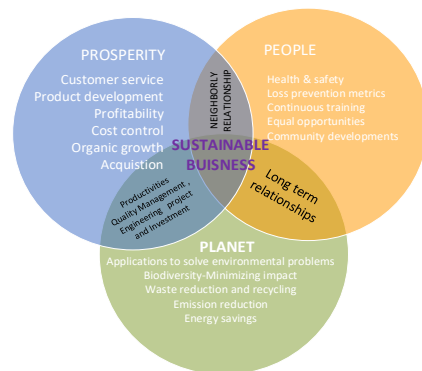 PROSPERITY
Customer service
Product development
Profitability
Cost control
Organic growth
Acquistion
PEOPLE
Health & safety
Loss prevention metrics
Continuous training
Equal opportunities
Community developments
NEIGHBORLY
RELATIONSHIP
SUSTAINABLE
BUISNESS
Productivities
Quality Management ,
Engineering project
and Investment
Long term
relationships
PLANET
Applications to solve environmental problems
Biodiversity-Minimizing impact
Waste reduction and recycling
Emission reduction
Energy savings